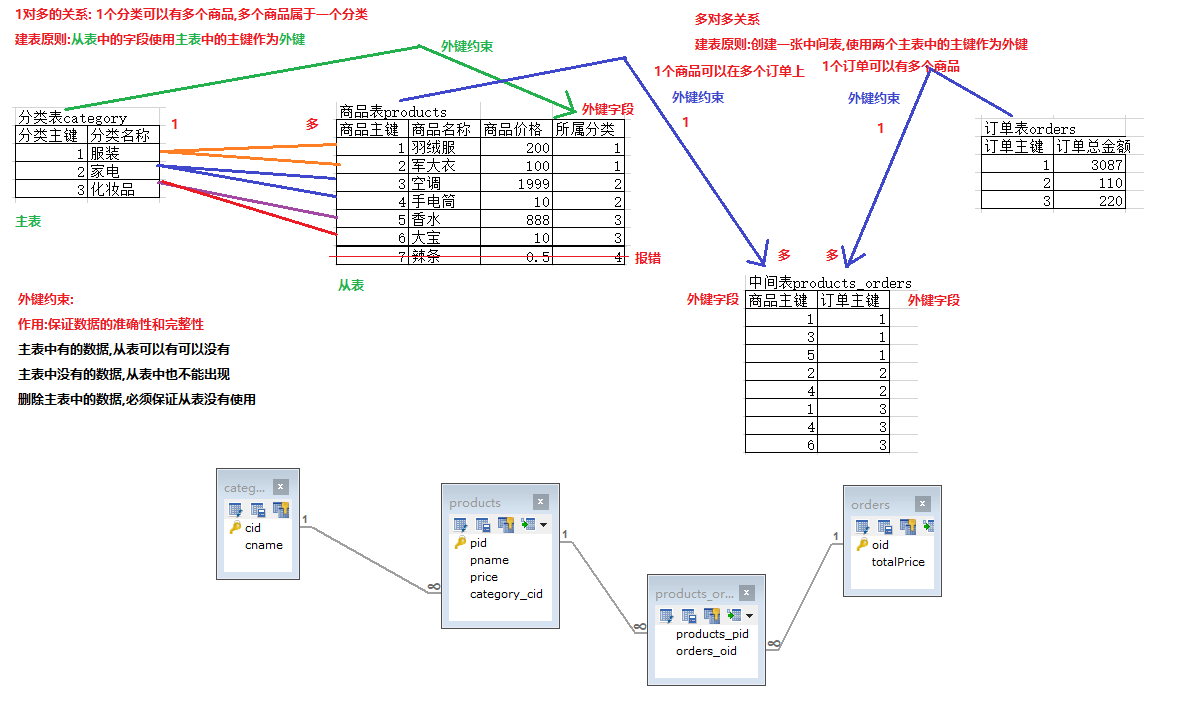 1对多的关系: 1个分类可以有多个商品,多个商品属于一个分类
建表原则:从表中的字段使用主表中的主键作为外键
外键约束
多对多关系
建表原则:创建一张中间表,使用两个主表中的主键作为外键
1个商品可以在多个订单上
1个订单可以有多个商品
外键约束
外键约束
1
1
分类表category
分类主键 分类名称
1 服装
2 家电
3 化妆品
主表
1
多
商品表products
外键字段
商品主键 商品名称 商品价格 所属分类
1 羽绒服 200 1
2 军大衣 100 1
3 空调 1999 2
4 手电筒 10 2
5 香水 888 3
6 大宝 10 3
7 辣条 0.5 4
报错
从表
订单表orders
订单主键 订单总金额
1 3087
2 110
3 220
多
多
中间表products_orders
外键字段
商品主键 订单主键
外键字段
1 1
3 1
5 1
2 2
4 2
1 3
4 3
6 3
外键约束:
作用:保证数据的准确性和完整性
主表中有的数据,从表可以有可以没有
主表中没有的数据,从表中也不能出现
删除主表中的数据,必须保证从表没有使用
categ...
cid
cname
1
∞
products
pid
pname
price
category_cid
1
∞
products_or...
products_pid
orders_oid
∞
1
orders
oid
totalPrice